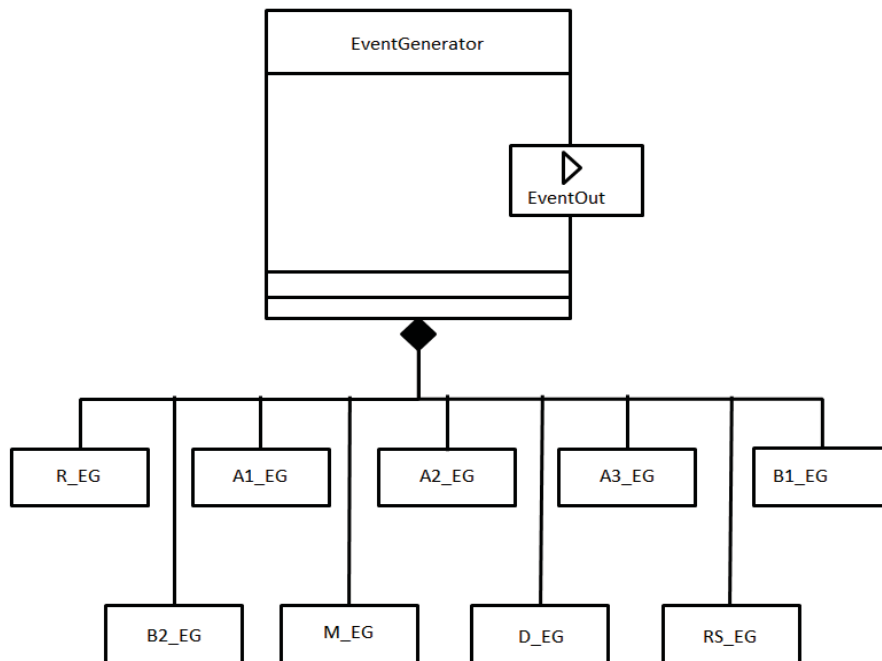 EventGenerator
EventOut
R_EG
A1_EG
A2_EG
A3_EG
B1_EG
B2_EG
M_EG
D_EG
RS_EG